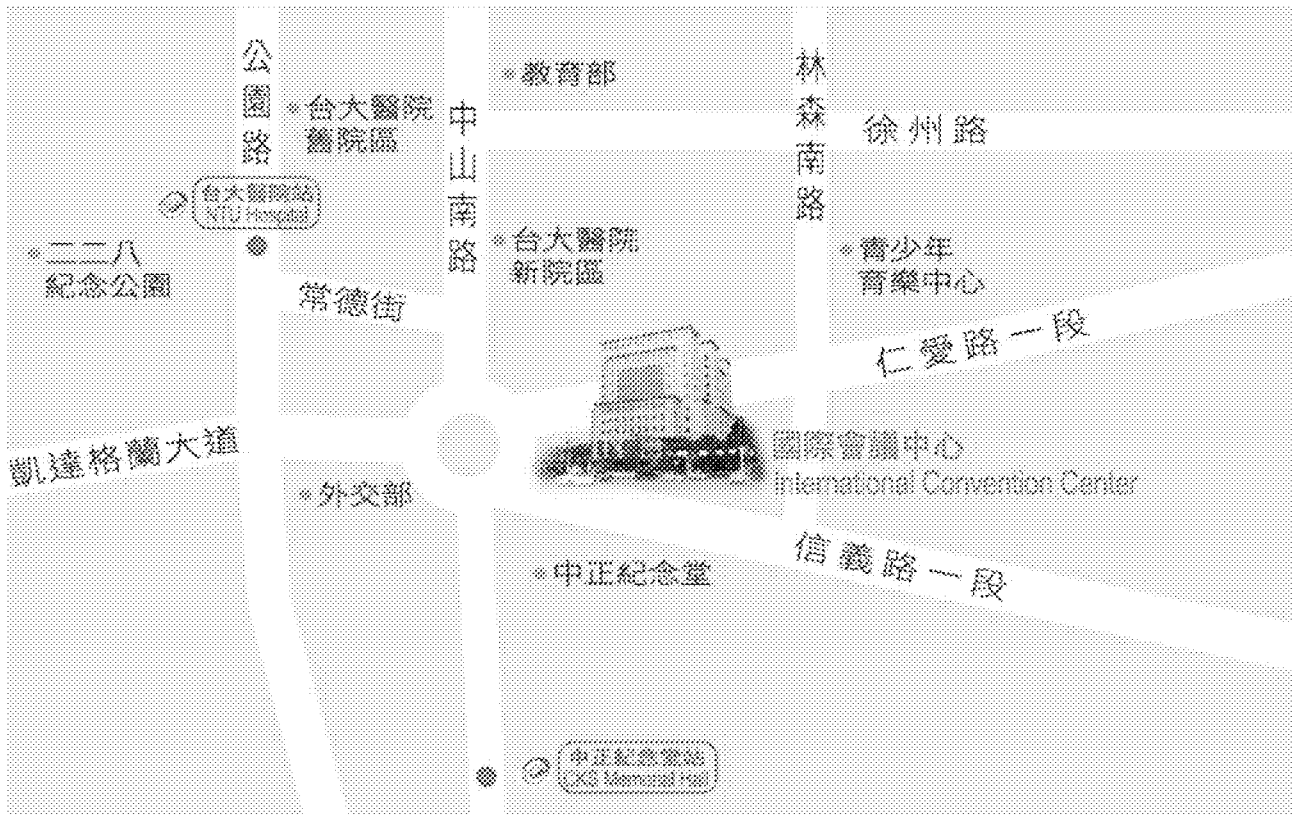 公園路
教育部
林森南路
台大醫院
舊院區
中山南路
徐州路
台大醫院站
NTU Hospital
二二八
紀念公園
台大醫院
新院區
青少年
育樂中心
常德街
仁愛路一段
凱達格蘭大道
國際會議中心
International Convention Center
外交部
信義路一段
中正紀念堂
中正紀念堂站
CKS Memorial Hall